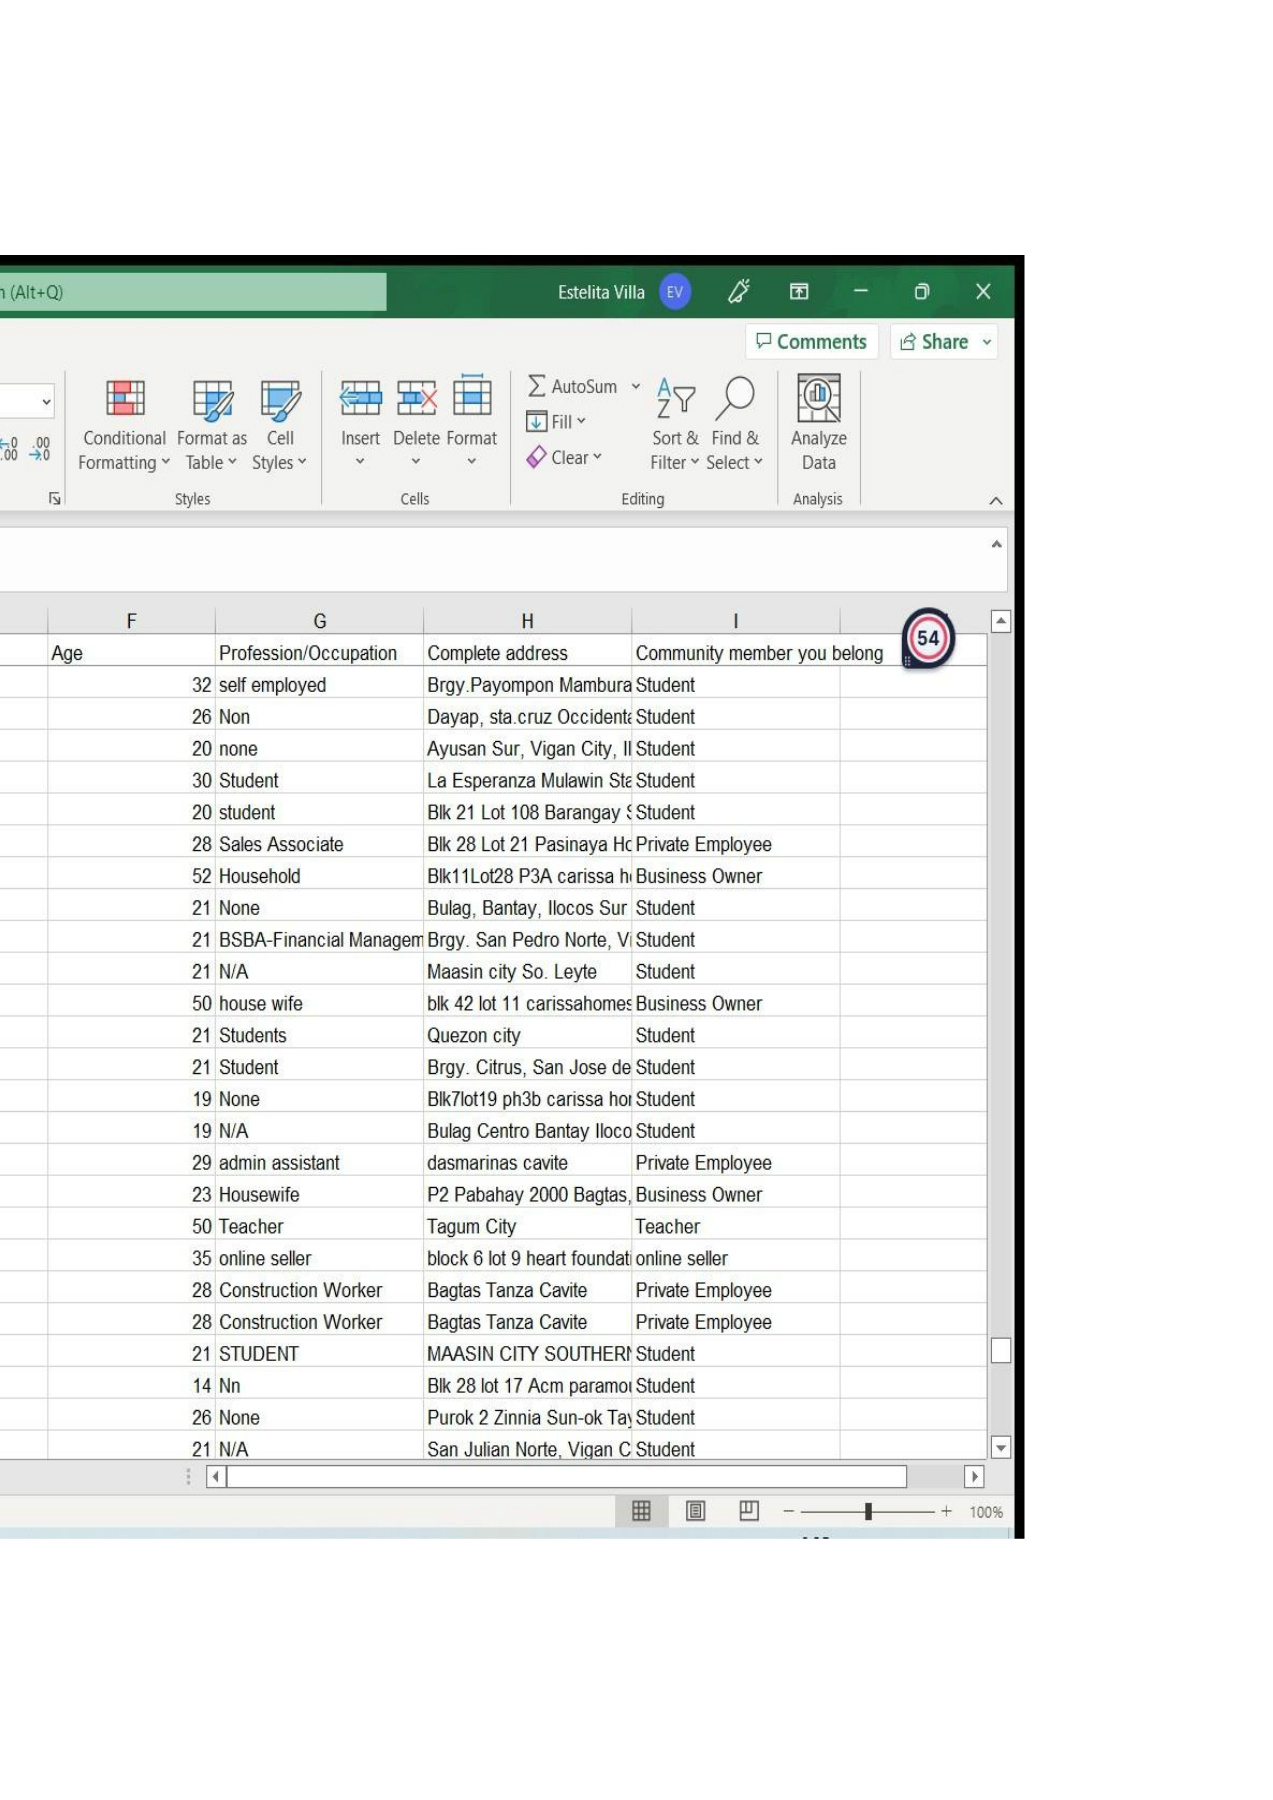 (Alt+Q) Estelita Villa EV
Comments Share
Conditional Formatting Format as Table Cell Styles Insert Delete Format AutoSum Fill Clear Sort & Filter Find & Select Analyze Data
.00 .00
Styles Cells Editing Analysis
F G H I
Age Profession/Occupation Complete address Community member you belong 54
32 self employed Brgy.Payompon Mambura Student
26 Non Dayap, sta.cruz Occident Student
20 none Ayusan Sur, Vigan City, Student
30 Student La Esperanza Mulawin Sta Student
20 student Blk 21 Lot 108 Barangay Student
28 Sales Associate Blk 28 Lot 21 Pasinaya Private Employee
52 Household Blk11Lot28 P3A carissa Business Owner
21 None Bulag, Bantay, Ilocos Sur Student
21 BSBA-Financial Managem Brgy. San Pedro Norte, Student
21 N/A Maasin city So. Leyte Student
50 house wife blk 42 lot 11 carissahomes Business Owner
21 Students Quezon city Student
21 Student Brgy. Citrus, San Jose de Student
19 None Blk7lot19 ph3b carissa Student
19 N/A Bulag Centro Bantay Iloco Student
29 admin assistant dasmarinas cavite Private Employee
23 Housewife P2 Pabahay 2000 Bagtas, Business Owner
50 Teacher Tagum City Teacher
35 online seller block 6 lot 9 heart foundat online seller
28 Construction Worker Bagtas Tanza Cavite Private Employee
28 Construction Worker Bagtas Tanza Cavite Private Employee
21 STUDENT MAASIN CITY SOUTHERN Student
14 Nn Blk 28 lot 17 Acm paramo Student
26 None Purok 2 Zinnia Sun-ok Tay Student
21 N/A San Julian Norte, Vigan C Student
100%